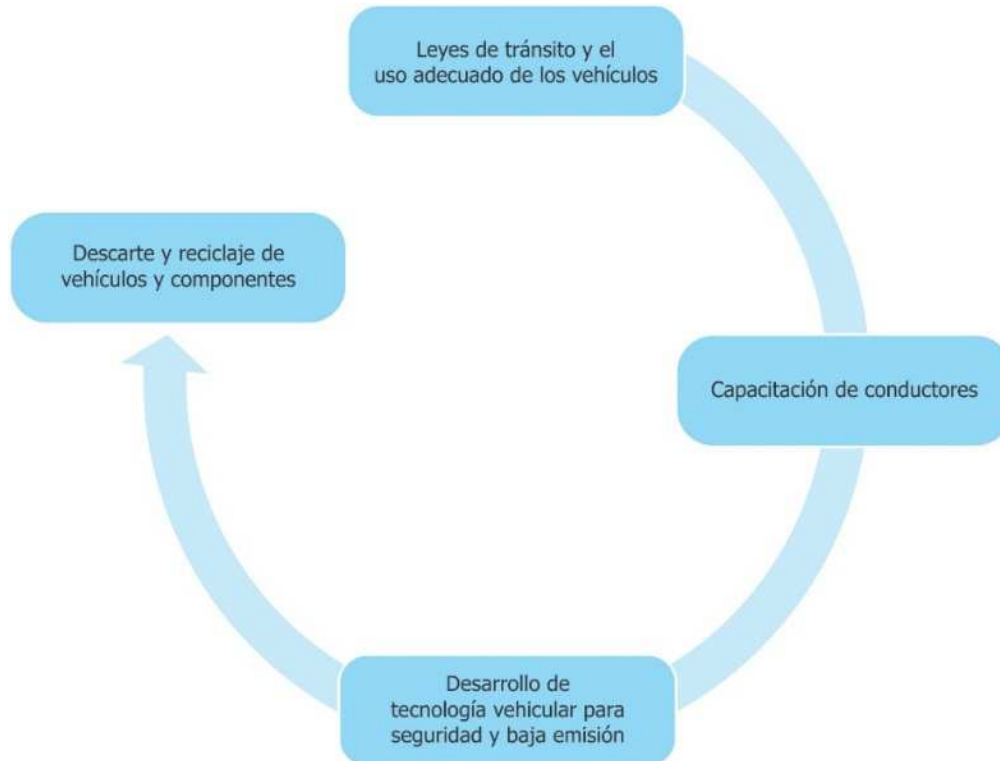 Leyes de tránsito y el
uso adecuado de los vehículos
Descarte y reciclaje de
vehículos y componentes
Capacitación de conductores
Desarrollo de
tecnología vehicular para
seguridad y baja emisión